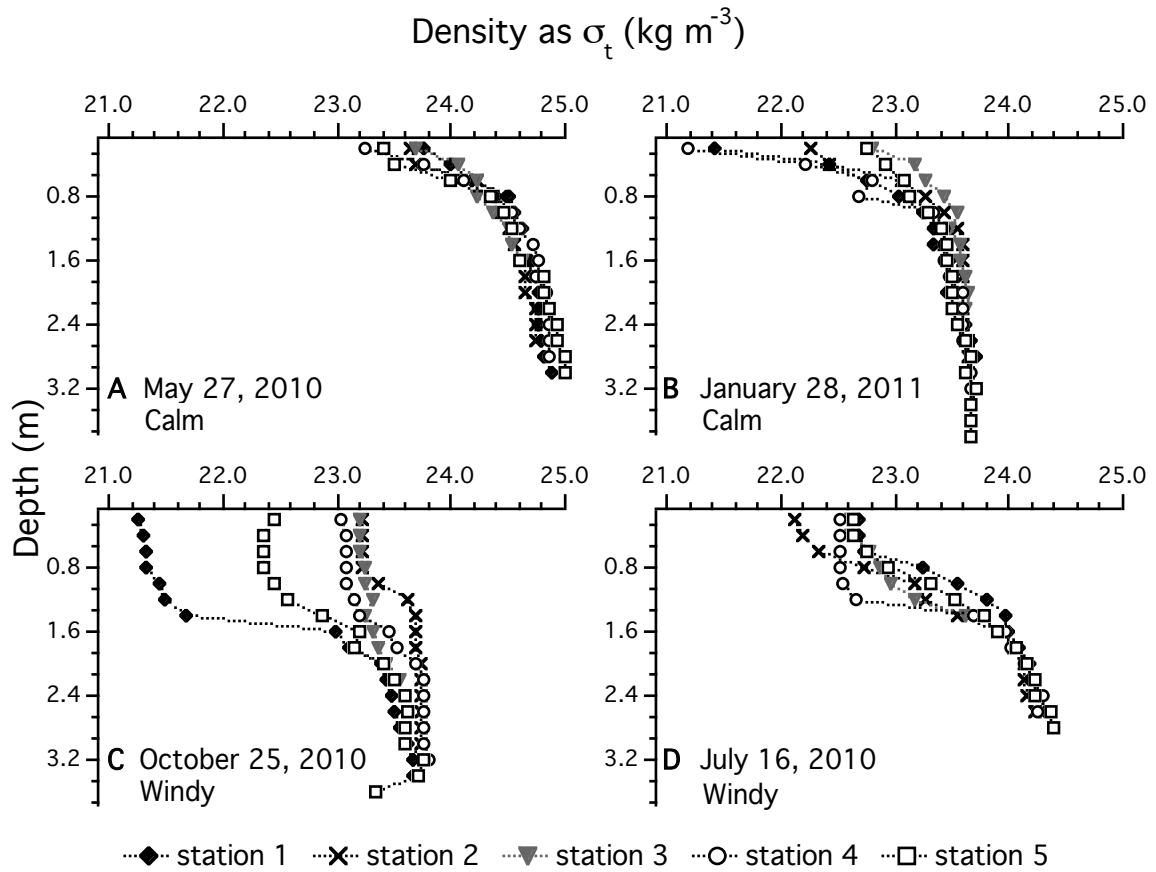 Density as σt (kg m-3)
21.0 22.0 23.0 24.0 25.0
21.0 22.0 23.0 24.0 25.0
0.8
1.6
2.4
3.2
0.8
1.6
2.4
3.2
A May 27, 2010
Calm
B January 28, 2011
Calm
Depth (m)
21.0 22.0 23.0 24.0 25.0
21.0 22.0 23.0 24.0 25.0
0.8
1.6
2.4
3.2
0.8
1.6
2.4
3.2
C October 25, 2010
Windy
D July 16, 2010
Windy
station 1 station 2 station 3 station 4 station 5